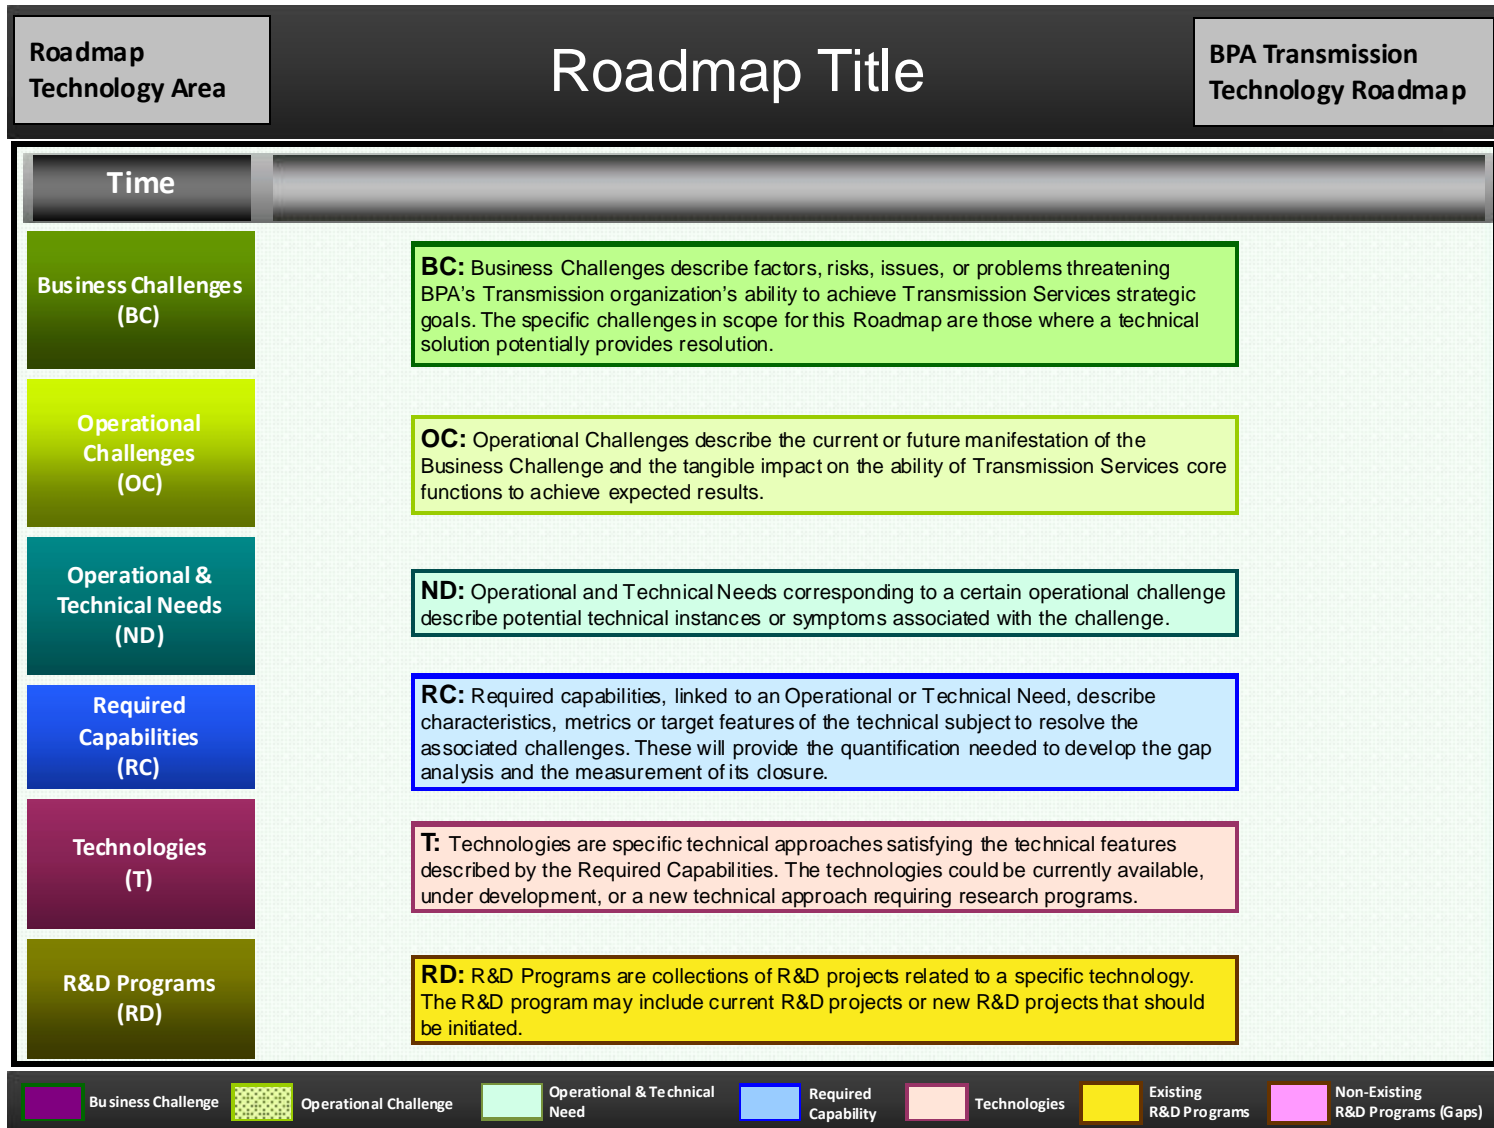 Roadmap
Technology Area
Roadmap Title
BPA Transmission
Technology Roadmap
Time
Business Challenges
(BC)
BC: Business Challenges describe factors, risks, issues, or problems threatening
BPA's Transmission organization's ability to achieve Transmission Services strategic
goals. The specific challenges in scope for this Roadmap are those where a technical
solution potentially provides resolution.
Operational
Challenges
(OC)
OC: Operational Challenges describe the current or future manifestation of the
Business Challenge and the tangible impact on the ability of Transmission Services core
functions to achieve expected results.
Operational &
Technical Needs
(ND)
ND: Operational and Technical Needs corresponding to a certain operational challenge
describe potential technical instances or symptoms associated with the challenge.
Required
Capabilities
(RC)
RC: Required capabilities, linked to an Operational or Technical Need, describe
characteristics, metrics or target features of the technical subject to resolve the
associated challenges. These will provide the quantification needed to develop the gap
analysis and the measurement of its closure.
Technologies
(T)
T: Technologies are specific technical approaches satisfying the technical features
described by the Required Capabilities. The technologies could be currently available,
under development, or a new technical approach requiring research programs.
R&D Programs
(RD)
RD: R&D Programs are collections of R&D projects related to a specific technology.
The R&D program may include current R&D projects or new R&D projects that should
be initiated.
Business Challenge
Operational Challenge
Operational & Technical
Need
Required
Capability
Technologies
Existing
R&D Programs
Non-Existing
R&D Programs (Gaps)